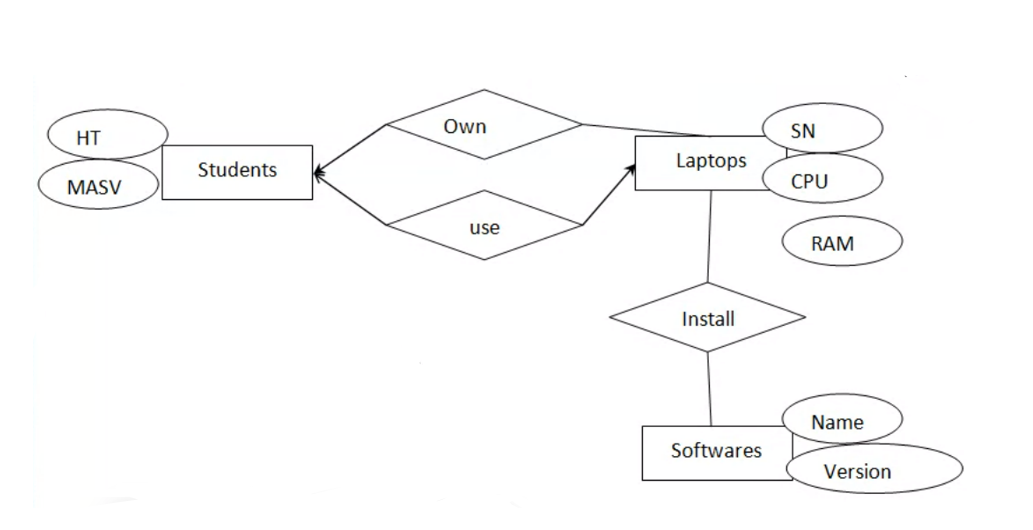 HT
MASV
Students
Own
use
Laptops
SN
CPU
RAM
Install
Softwares
Name
Version